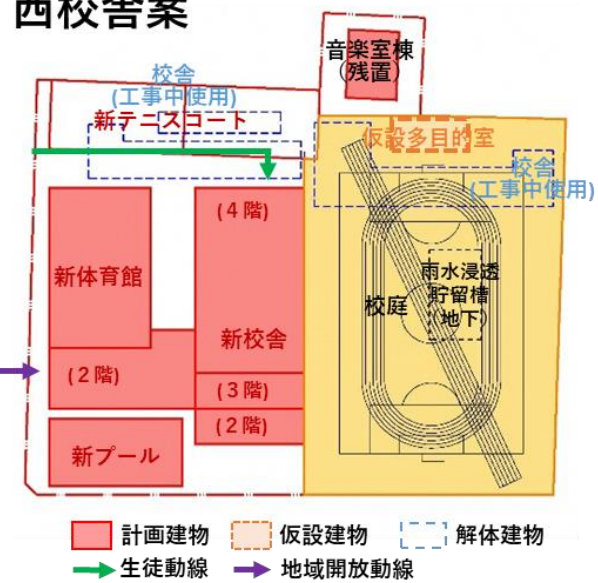 西校舎案
音楽室棟
(残置)
校舎
(工事中使用)
新テニスコート
仮設多目的室
校舎
(工事中使用)
(4階)
新体育館
雨水浸透
貯留槽
(地下)
校庭
新校舎
(2階)
(3階)
(2階)
新プール
計画建物
仮設建物
解体建物
生徒動線
地域開放動線